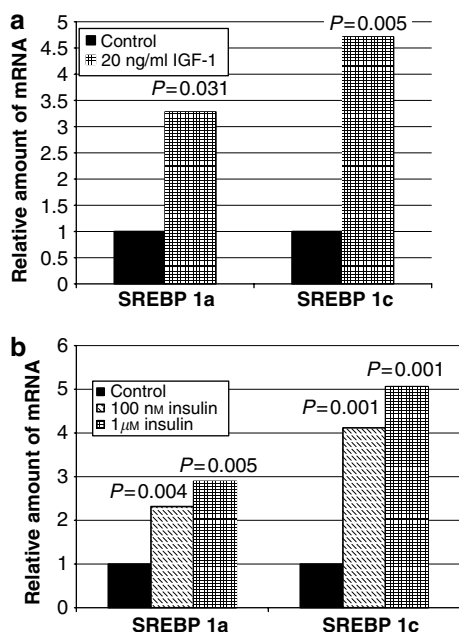 a
Relative amount of mRNA
5
4.5
4
3.5
3
2.5
2
1.5
1
0.5
0
Control
20 ng/ml IGF-1
P=0.031
P=0.005
SREBP 1a
SREBP 1c
b
Relative amount of mRNA
6
5
4
3
2
1
0
Control
100 nM insulin
1μM insulin
P=0.004
P=0.005
P=0.001
P=0.001
SREBP 1a
SREBP 1c